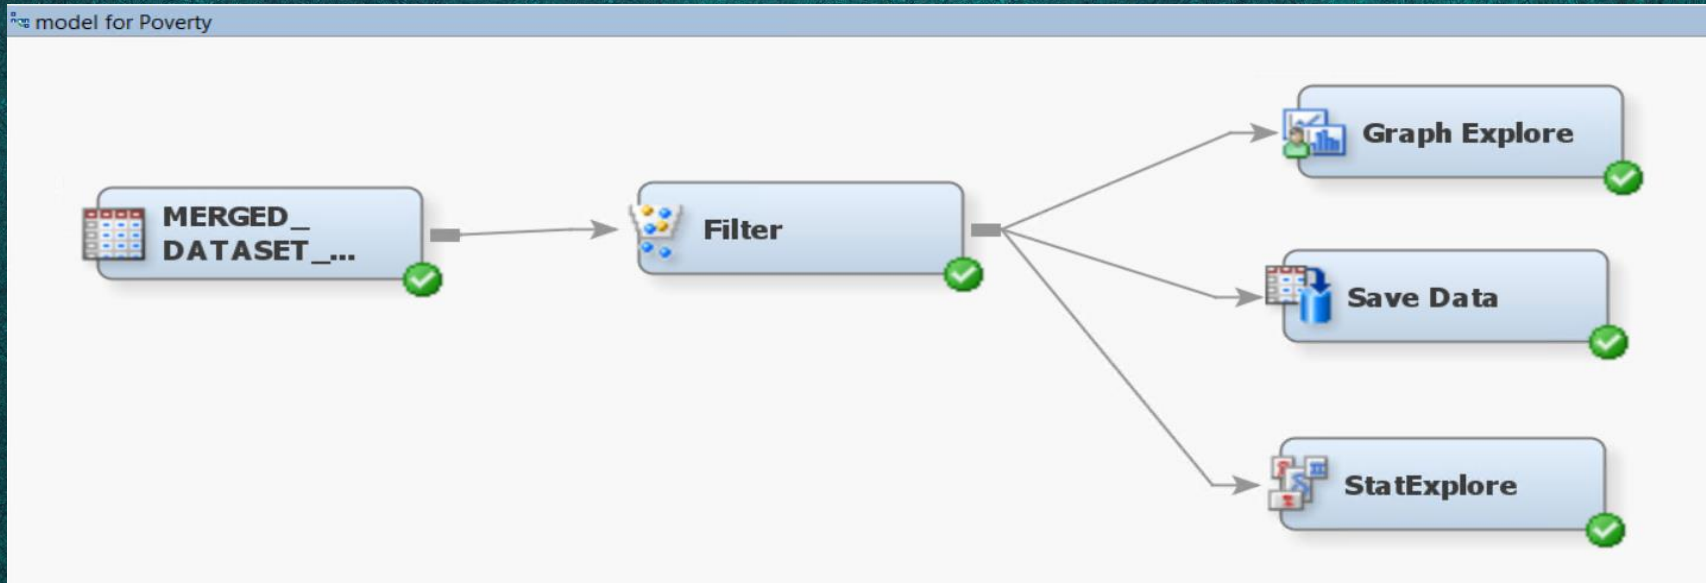 model for Poverty
MERGED_
DATASET_...
Filter
Graph Explore
Save Data
StatExplore